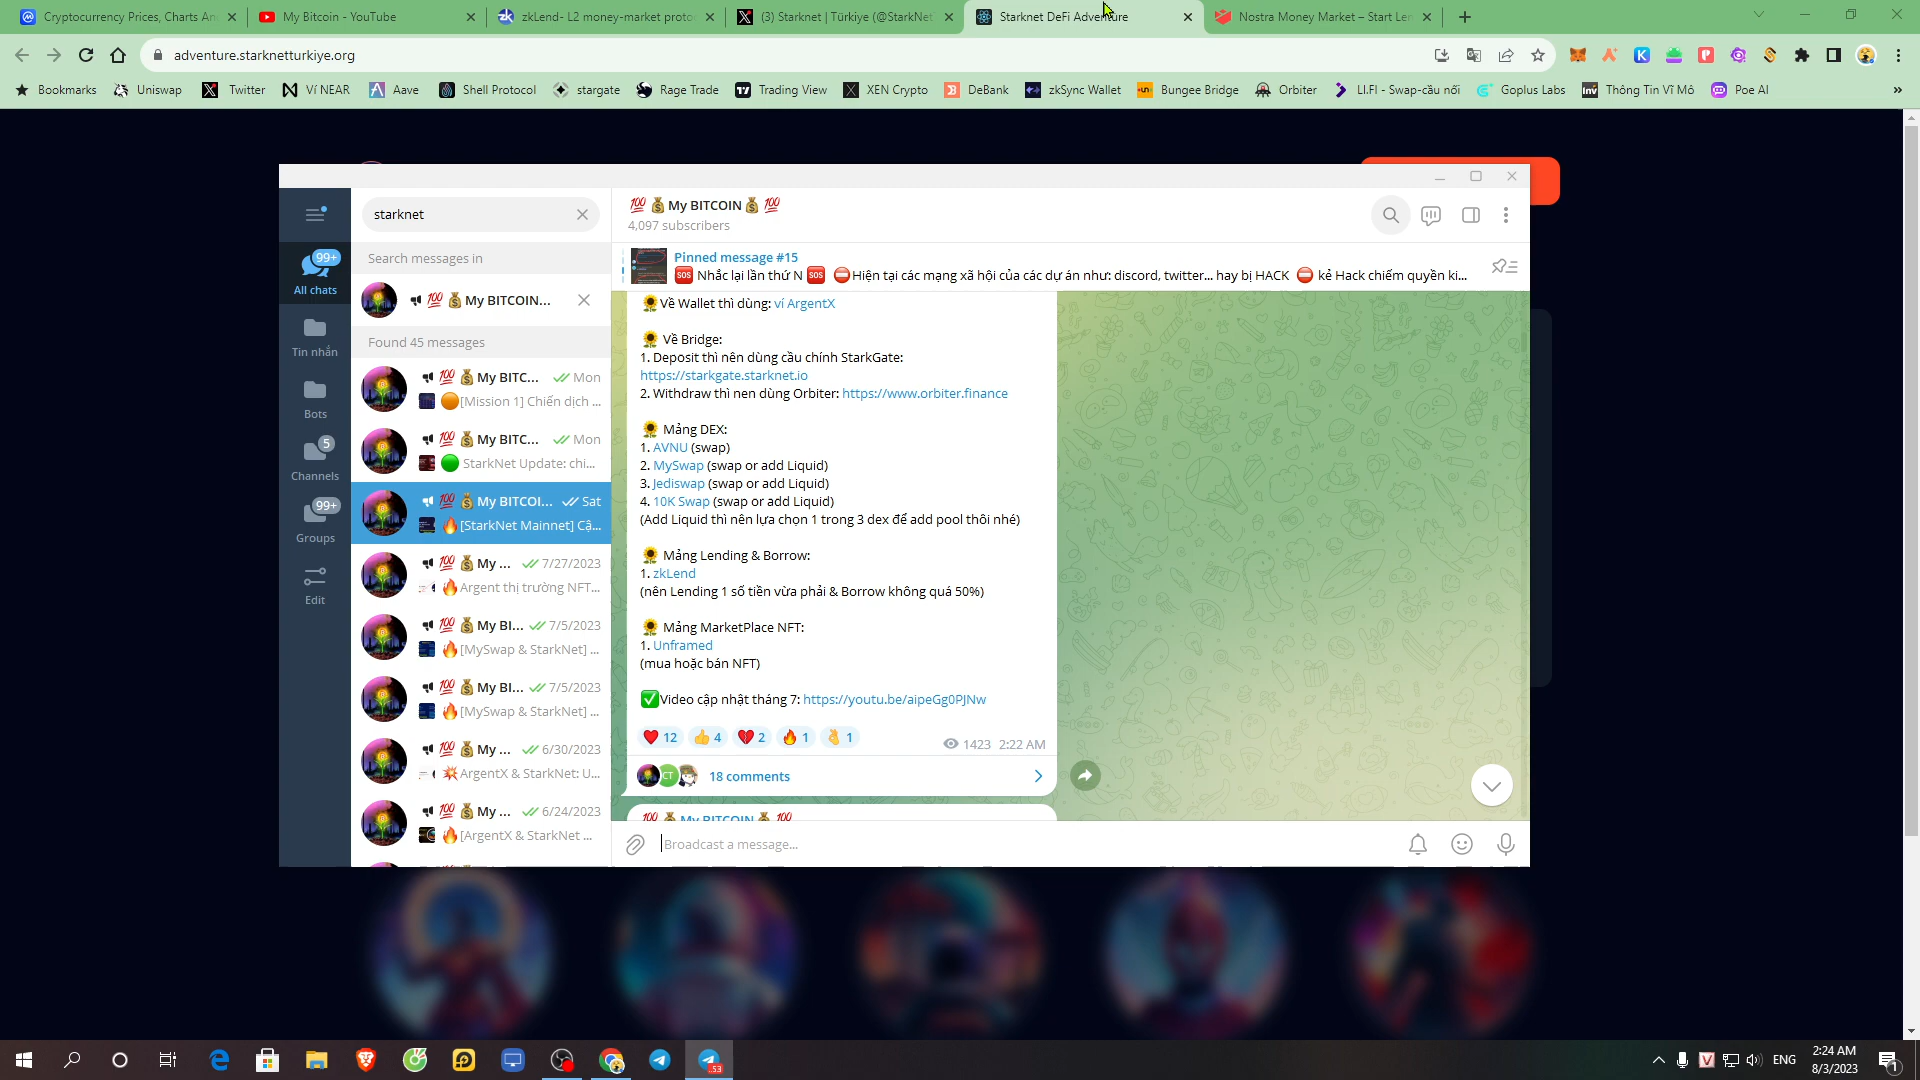 Cryptocurrency Prices, Charts An
My Bitcoin - YouTube
zkLend- L2 money-market proto
(3) Starknet | Türkiye (@StarkNet
Starknet DeFi Adventure
Nostra Money Market – Start Len
adventure.starknetturkiye.org
Bookmarks
Uniswap
Twitter
Ví NEAR
Aave
Shell Protocol
stargate
Rage Trade
Trading View
XEN Crypto
DeBank
zkSync Wallet
Bungee Bridge
Orbiter
LI.FI - Swap-cầu nối
Goplus Labs
Thông Tin Vĩ Mô
Poe AI
starknet
💯 💰 My BITCOIN 💰 💯
4,097 subscribers
Search messages in
Pinned message #15
🆘 Nhắc lại lần thứ N 🆘 ⛔Hiện tại các mạng xã hội của các dự án như: discord, twitter... hay bị HACK ⛔ kẻ Hack chiếm quyền ki...
99+
All chats
Tin nhắn
Bots
5
Channels
99+
Groups
Edit
💯 💰 My BITCOIN...
Found 45 messages
💯 💰 My BITC... Mon
🟠[Mission 1] Chiến dịch ...
💯 💰 My BITC... Mon
🟢 StarkNet Update: chi...
💯 💰 My BITCOI... Sat
🔥[StarkNet Mainnet] Cậ...
💯 💰 My ... 7/27/2023
🔥Argent thị trường NFT...
💯 💰 My BI... 7/5/2023
🔥[MySwap & StarkNet] ...
💯 💰 My BI... 7/5/2023
🔥[MySwap & StarkNet] ...
💯 💰 My ... 6/30/2023
💥ArgentX & StarkNet: U...
💯 💰 My ... 6/24/2023
🔥[ArgentX & StarkNet ...
🌻Về Wallet thì dùng: ví ArgentX
🌻 Về Bridge:
1. Deposit thì nên dùng cầu chính StarkGate:
https://starkgate.starknet.io
2. Withdraw thì nen dùng Orbiter: https://www.orbiter.finance
🌻 Mảng DEX:
1. AVNU (swap)
2. MySwap (swap or add Liquid)
3. Jediswap (swap or add Liquid)
4. 10K Swap (swap or add Liquid)
(Add Liquid thì nên lựa chọn 1 trong 3 dex để add pool thôi nhé)
🌻 Mảng Lending & Borrow:
1. zkLend
(nên Lending 1 số tiền vừa phải & Borrow không quá 50%)
🌻 Mảng MarketPlace NFT:
1. Unframed
(mua hoặc bán NFT)
✅Video cập nhật tháng 7: https://youtu.be/aipeGg0PJNw
❤️ 12 👍 4 💔 2 🔥 1 👌 1
1423 2:22 AM
CT
18 comments
💯 💰 My BITCOIN 💰 💯
Broadcast a message...
53
ENG
2:24 AM
8/3/2023
1